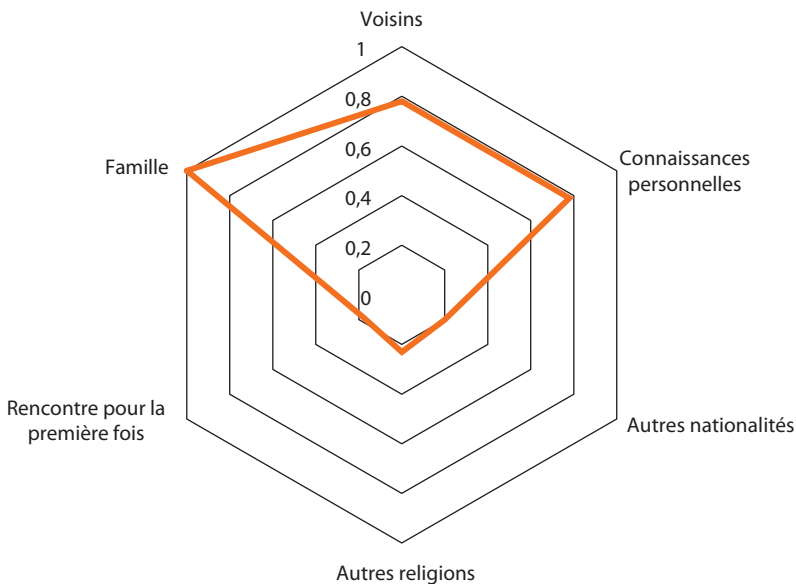 Voisins
1
0,8
0,6
0,4
0,2
0
Famille
Connaissances
personnelles
Rencontre pour la
première fois
Autres nationalités
Autres religions